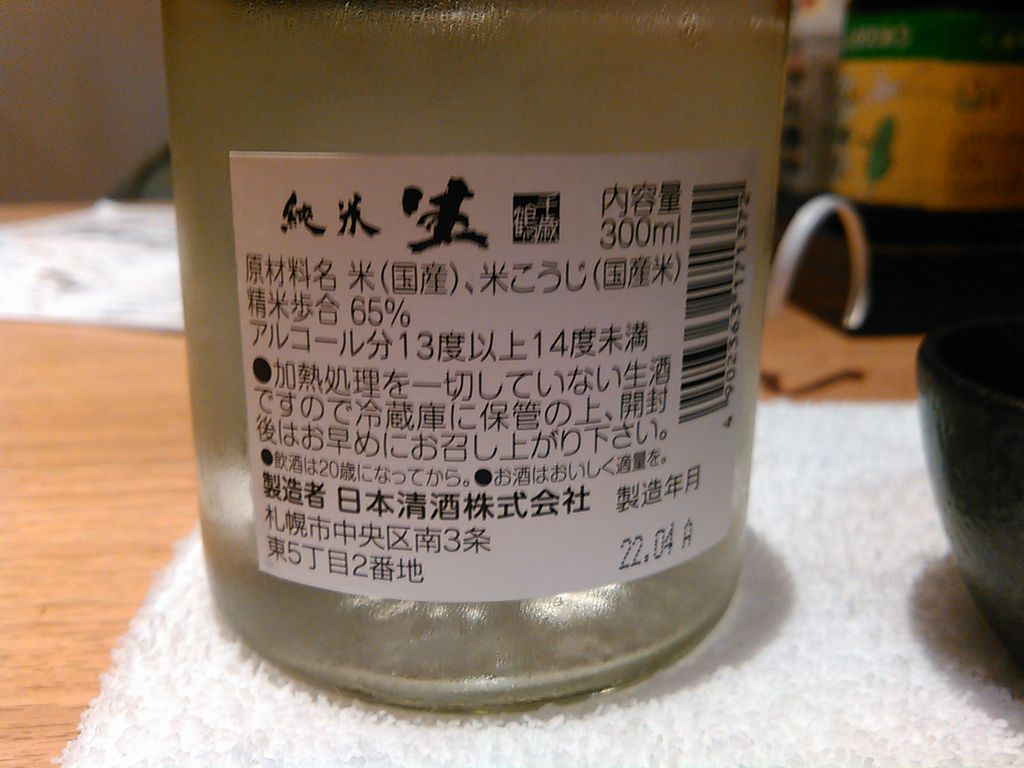 純米 生 千歳鶴
内容量
300ml
原材料名 米(国産)、米こうじ(国産米)
精米歩合 65%
アルコール分13度以上14度未満
●加熱処理を一切していない生酒
ですので冷蔵庫に保管の上、開封
後はお早めにお召し上がり下さい。
●飲酒は20歳になってから。●お酒はおいしく適量を。
製造者 日本清酒株式会社
札幌市中央区南3条
東5丁目2番地
製造年月
22.04 A
4 902363 171372